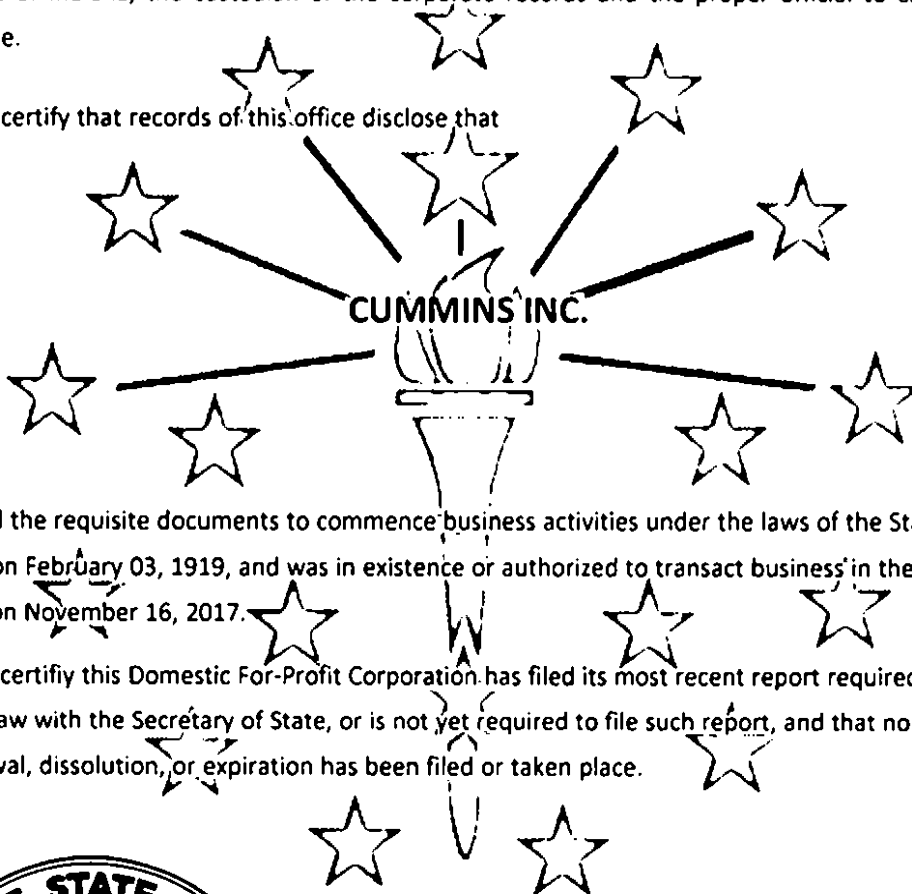 e.
certify that records of this office disclose that
CUMMINS INC.
the requisite documents to commence business activities under the laws of the
on February 03, 1919, and was in existence or authorized to transact business in the
on November 16, 2017.
certifiy this Domestic For-Profit Corporation has filed its most recent report required
aw with the Secretary of State, or is not yet required to file such report, and that no
val, dissolution, or expiration has been filed or taken place.
STATE